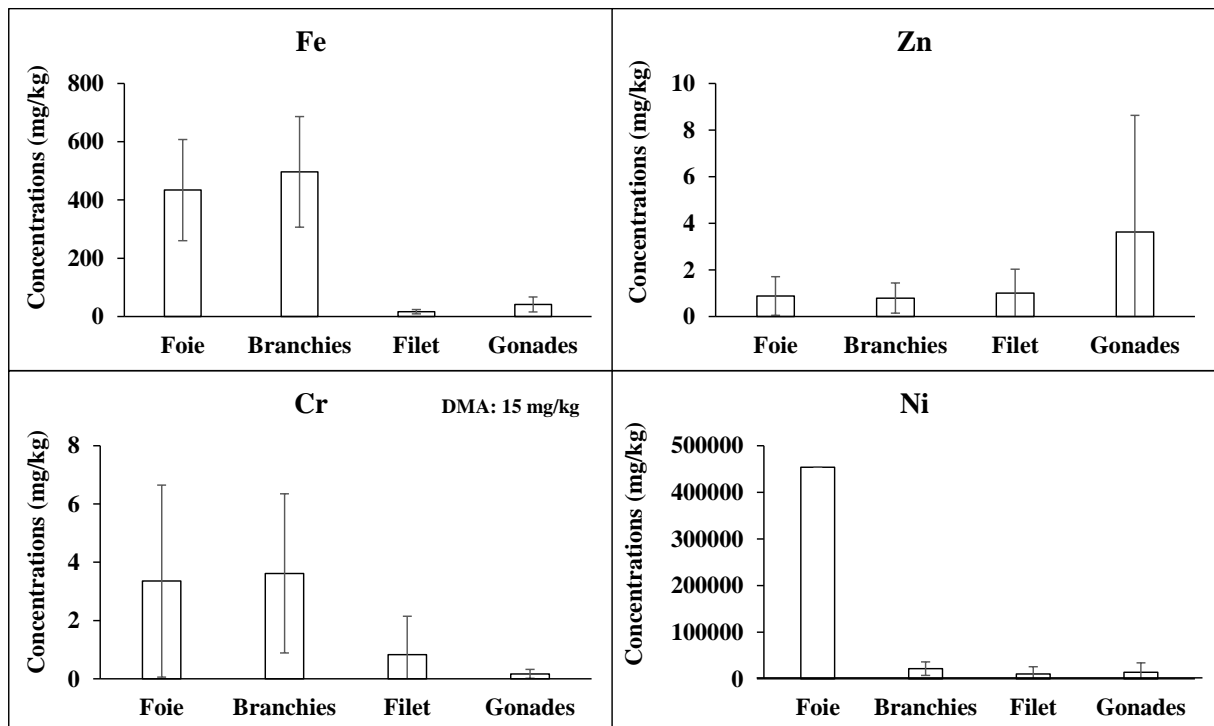 Fe
Concentrations (mg/kg)
800
600
400
200
0
Foie Branchies Filet Gonades
Zn
Concentrations (mg/kg)
10
8
6
4
2
0
Foie Branchies Filet Gonades
Cr
DMA: 15 mg/kg
Concentrations (mg/kg)
8
6
4
2
0
Foie Branchies Filet Gonades
Ni
Concentrations (mg/kg)
500000
400000
300000
200000
100000
0
Foie Branchies Filet Gonades